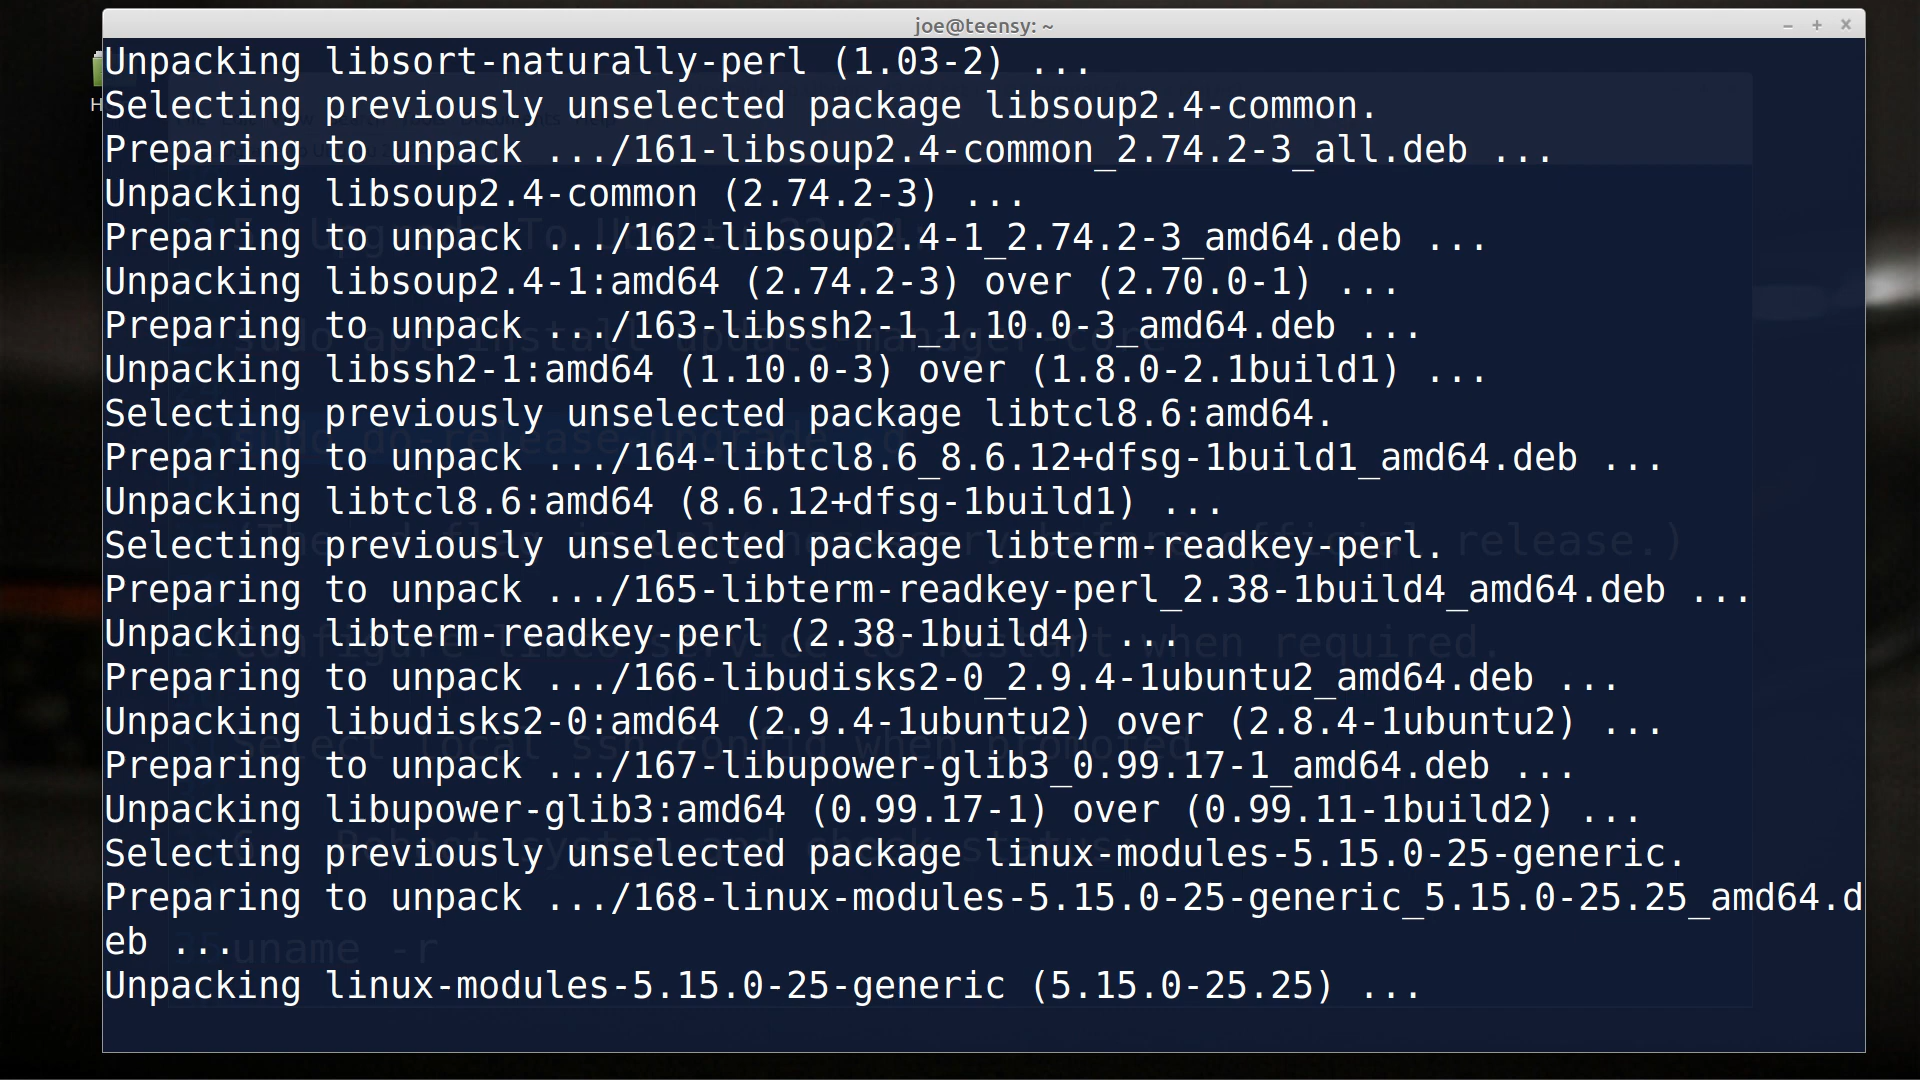 joe@teensy: ~
Unpacking libsort-naturally-perl (1.03-2) ...
Selecting previously unselected package libsoup2.4-common.
Preparing to unpack .../161-libsoup2.4-common_2.74.2-3_all.deb ...
Unpacking libsoup2.4-common (2.74.2-3) ...
Preparing to unpack .../162-libsoup2.4-1_2.74.2-3_amd64.deb ...
Unpacking libsoup2.4-1:amd64 (2.74.2-3) over (2.70.0-1) ...
Preparing to unpack .../163-libssh2-1_1.10.0-3_amd64.deb ...
Unpacking libssh2-1:amd64 (1.10.0-3) over (1.8.0-2.1build1) ...
Selecting previously unselected package libtcl8.6:amd64.
Preparing to unpack .../164-libtcl8.6_8.6.12+dfsg-1build1_amd64.deb ...
Unpacking libtcl8.6:amd64 (8.6.12+dfsg-1build1) ...
Selecting previously unselected package libterm-readkey-perl.
Preparing to unpack .../165-libterm-readkey-perl_2.38-1build4_amd64.deb ...
Unpacking libterm-readkey-perl (2.38-1build4) ...
Preparing to unpack .../166-libudisks2-0_2.9.4-1ubuntu2_amd64.deb ...
Unpacking libudisks2-0:amd64 (2.9.4-1ubuntu2) over (2.8.4-1ubuntu2) ...
Preparing to unpack .../167-libupower-glib3_0.99.17-1_amd64.deb ...
Unpacking libupower-glib3:amd64 (0.99.17-1) over (0.99.11-1build2) ...
Selecting previously unselected package linux-modules-5.15.0-25-generic.
Preparing to unpack .../168-linux-modules-5.15.0-25-generic_5.15.0-25.25_amd64.d
eb ...
uname -r
Unpacking linux-modules-5.15.0-25-generic (5.15.0-25.25) ...